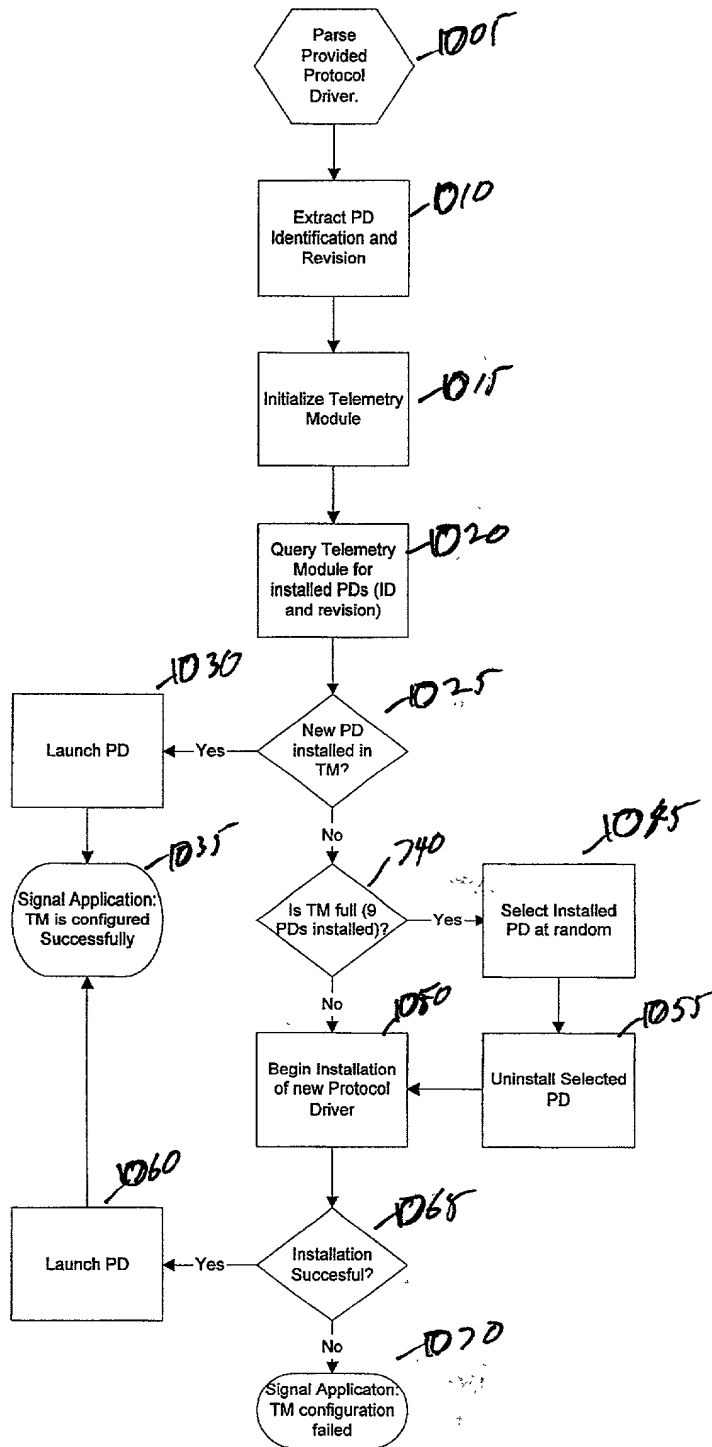 Parse
Provided
Protocol
Driver.
1005
Extract PD
Identification and
Revision
1010
Initialize Telemetry
Module
1015
Query Telemetry
Module for
installed PDs (ID
and revision)
1020
1030
Launch PD
Yes
New PD
installed in
TM?
1025
No
1035
Signal Application:
TM is configured
Successfully
Is TM full (9
PDs installed)?
740
Yes
Select Installed
PD at random
1045
No
Begin Installation
of new Protocol
Driver
1050
Uninstall Selected
PD
1055
1060
Launch PD
Yes
Installation
Succesful?
1065
No
Signal Applicaton:
TM configuration
failed
1070